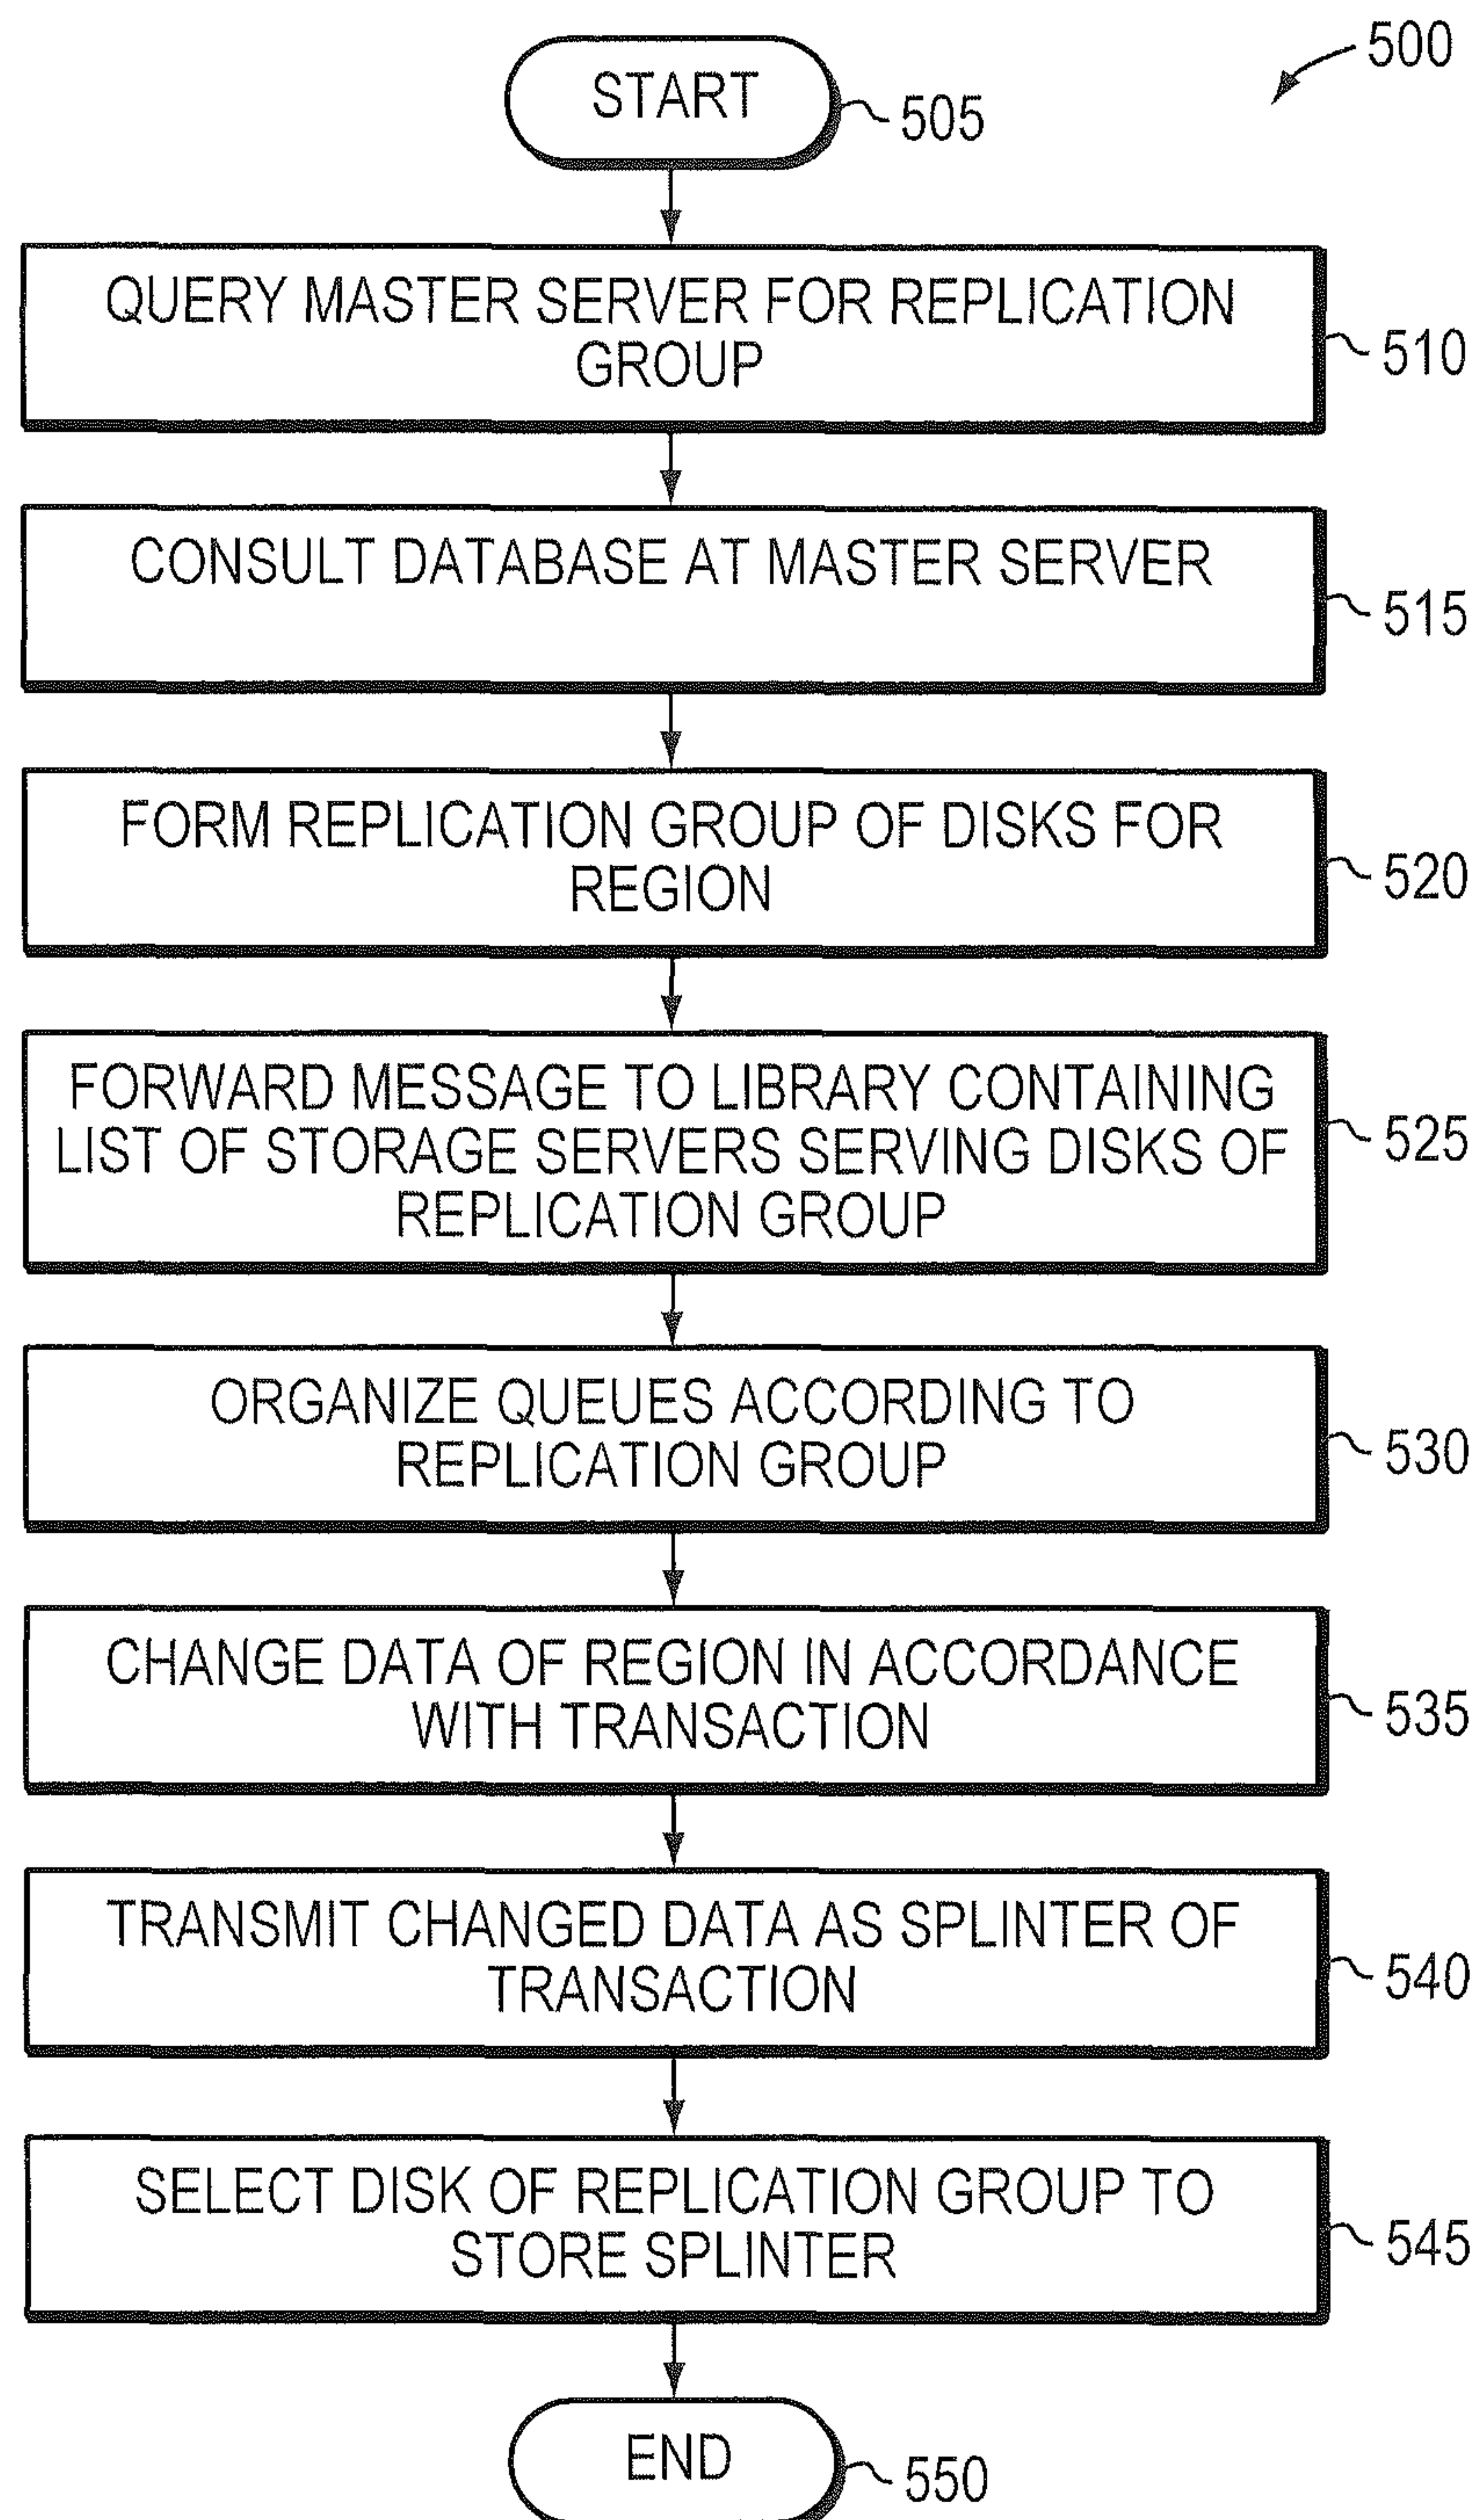 500
START
505
QUERY MASTER SERVER FOR REPLICATION
GROUP
510
CONSULT DATABASE AT MASTER SERVER
515
FORM REPLICATION GROUP OF DISKS FOR
REGION
520
FORWARD MESSAGE TO LIBRARY CONTAINING
LIST OF STORAGE SERVERS SERVING DISKS OF
REPLICATION GROUP
525
ORGANIZE QUEUES ACCORDING TO
REPLICATION GROUP
530
CHANGE DATA OF REGION IN ACCORDANCE
WITH TRANSACTION
535
TRANSMIT CHANGED DATA AS SPLINTER OF
TRANSACTION
540
SELECT DISK OF REPLICATION GROUP TO
STORE SPLINTER
545
END
550